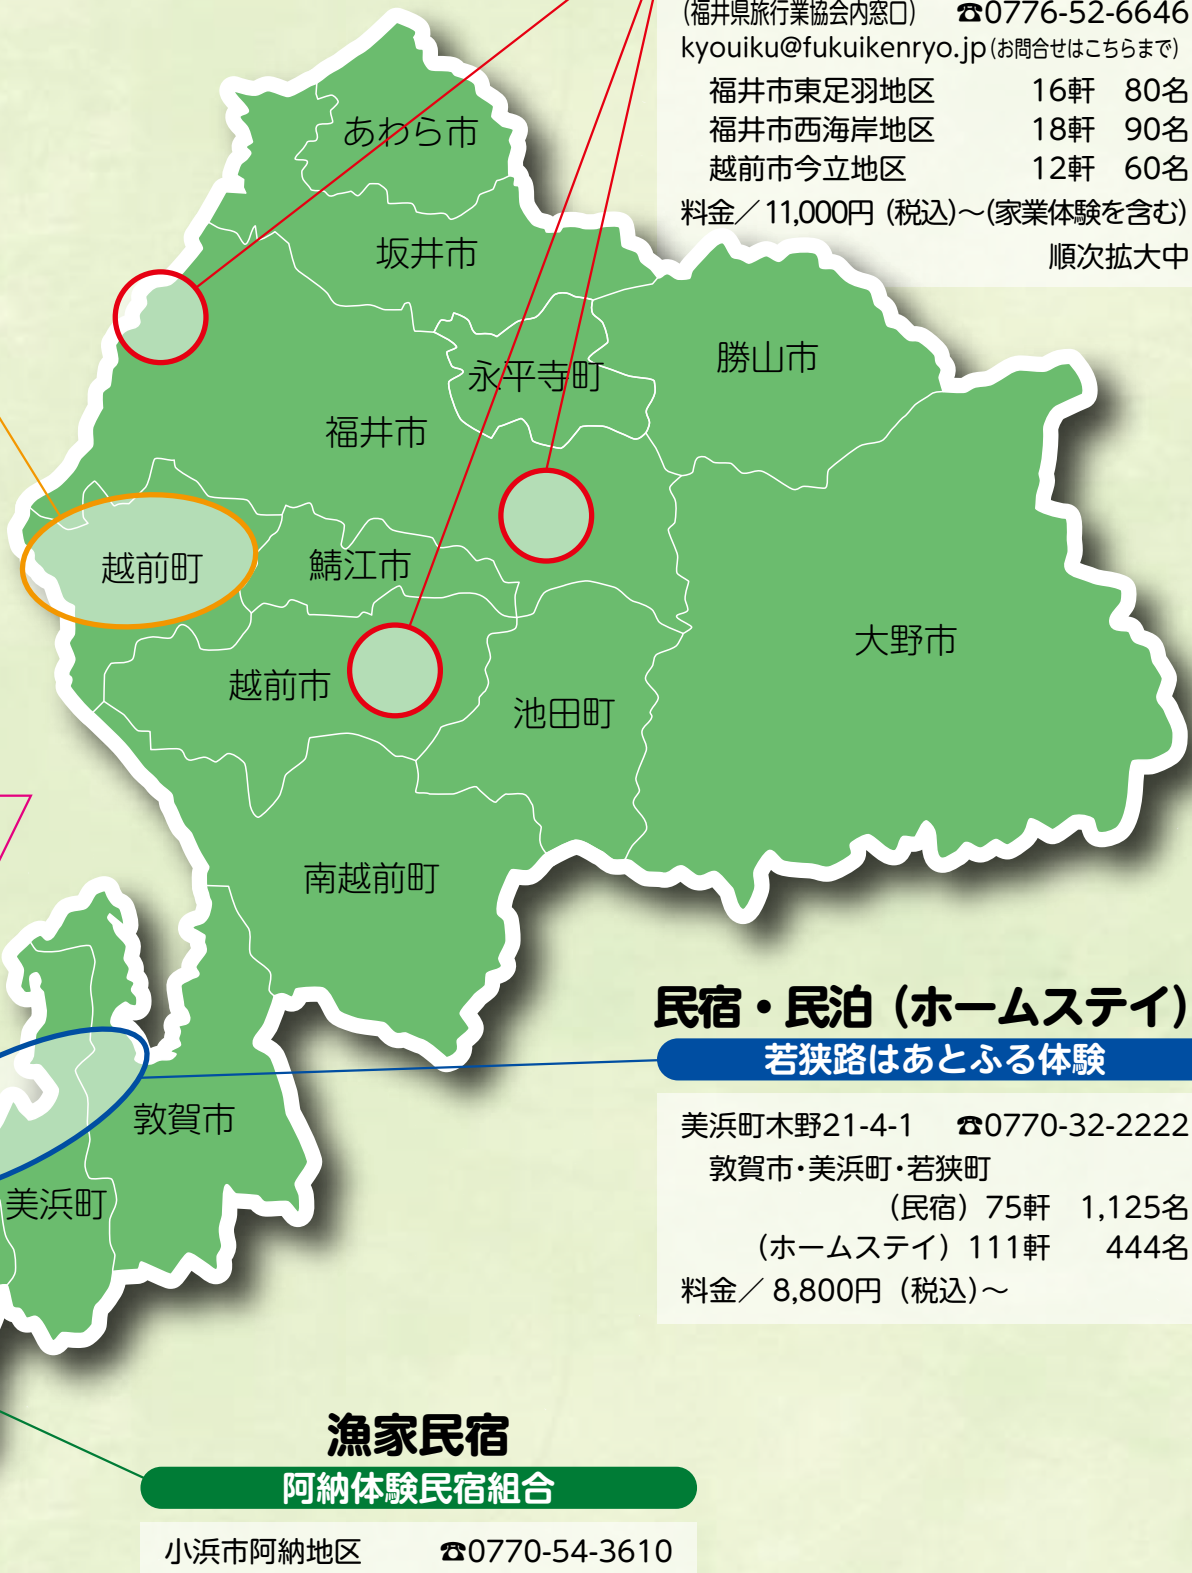 (福井県旅行業協会内窓口) ☎0776-52-6646
kyouiku@fukuikenryo.jp(お問合せはこちらまで)
福井市東足羽地区 16軒 80名
福井市西海岸地区 18軒 90名
越前市今立地区 12軒 60名
料金／11,000円 (税込)～(家業体験を含む)
順次拡大中
あわら市
坂井市
永平寺町
勝山市
福井市
越前町
鯖江市
大野市
越前市
池田町
南越前町
敦賀市
美浜町
民宿・民泊（ホームステイ）
若狭路はあとふる体験
美浜町木野21-4-1 ☎0770-32-2222
敦賀市・美浜町・若狭町
（民宿）75軒 1,125名
（ホームステイ）111軒 444名
料金／8,800円（税込)～
漁家民宿
阿納体験民宿組合
小浜市阿納地区 ☎0770-54-3610